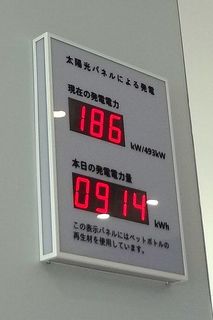 太陽光パネルによる発電
現在の発電電力
186 kW/493kW
本日の発電電力量
0914 kWh
この表示パネルにはペットボトルの
再生材を使用しています。